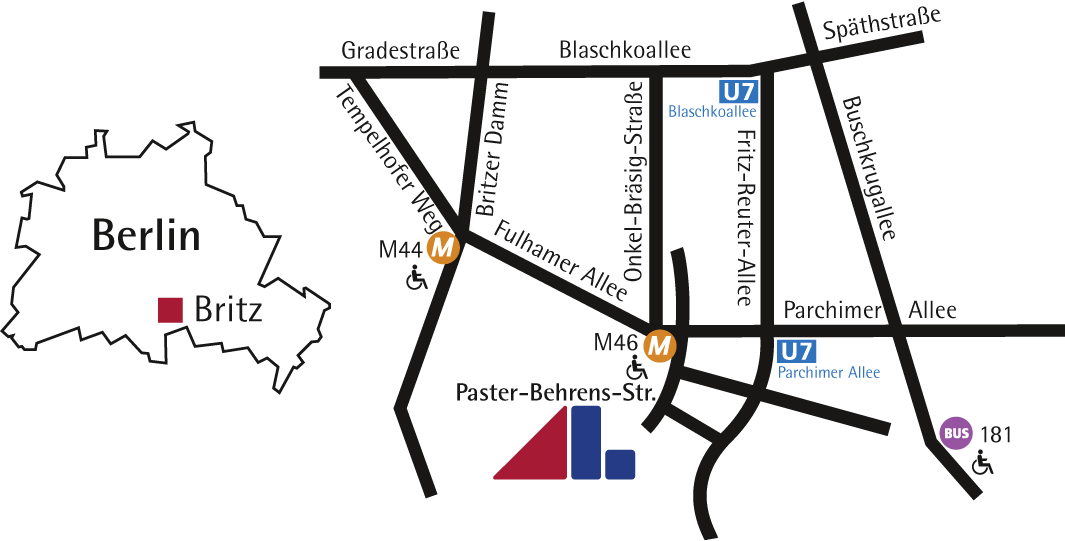 Gradestraße
Blaschkoallee
Späthstraße
U7
Blaschkoallee
Tempelhofer Weg
Britzer Damm
Onkel-Bräsig-Straße
Fritz-Reuter-Allee
Buschkrugallee
Berlin
Britz
M44
M
Fulhamer Allee
Parchimer Allee
M46
M
U7
Parchimer Allee
Paster-Behrens-Str.
BUS
181